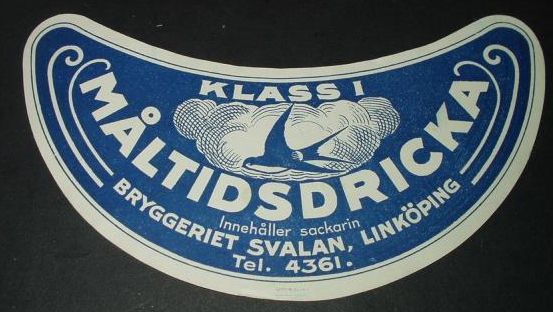 KLASS I
MÅLTIDSDRICKA
Innehåller sackarin
BRYGGERIET SVALAN, LINKÖPING
Tel. 4361.